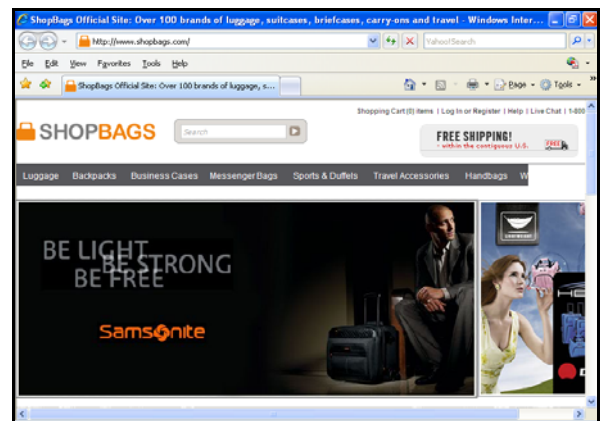 ShopBags Official Site: Over 100 brands of luggage, suitcases, briefcases, carry-ons and travel - Windows Inter...
http://www.shopbags.com/
Yahoo! Search
File Edit View Favorites Tools Help
ShopBags Official Site: Over 100 brands of luggage, s...
Page Tools
Shopping Cart (0) items | Log In or Register | Help | Live Chat | 1-800
SHOPBAGS
Search
FREE SHIPPING!
- within the contiguous U.S.
FREE
Luggage Backpacks Business Cases Messenger Bags Sports & Duffels Travel Accessories Handbags W
BE LIGHT
BE STRONG
BE FREE
Samsonite